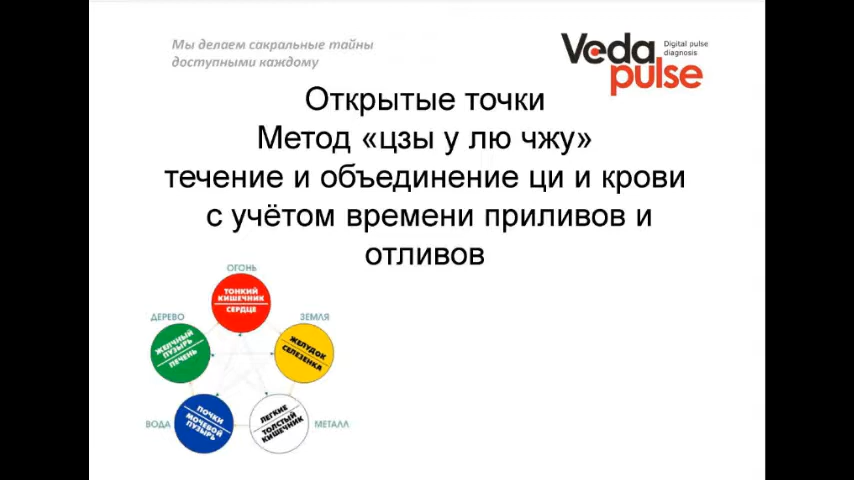 Мы делаем сакральные тайны
доступными каждому
Veda
pulse
Digital pulse
diagnosis
Открытые точки
Метод «цзы у лю чжу»
течение и объединение ци и крови
с учётом времени приливов и
отливов
ОГОНЬ
ТОНКИЙ
КИШЕЧНИК
СЕРДЦЕ
ДЕРЕВО
ЖЕЛЧНЫЙ
ПУЗЫРЬ
ПЕЧЕНЬ
ЗЕМЛЯ
ЖЕЛУДОК
СЕЛЕЗЕНКА
ВОДА
ПОЧКИ
МОЧЕВОЙ
ПУЗЫРЬ
ЛЕГКИЕ
ТОЛСТЫЙ
КИШЕЧНИК
МЕТАЛЛ